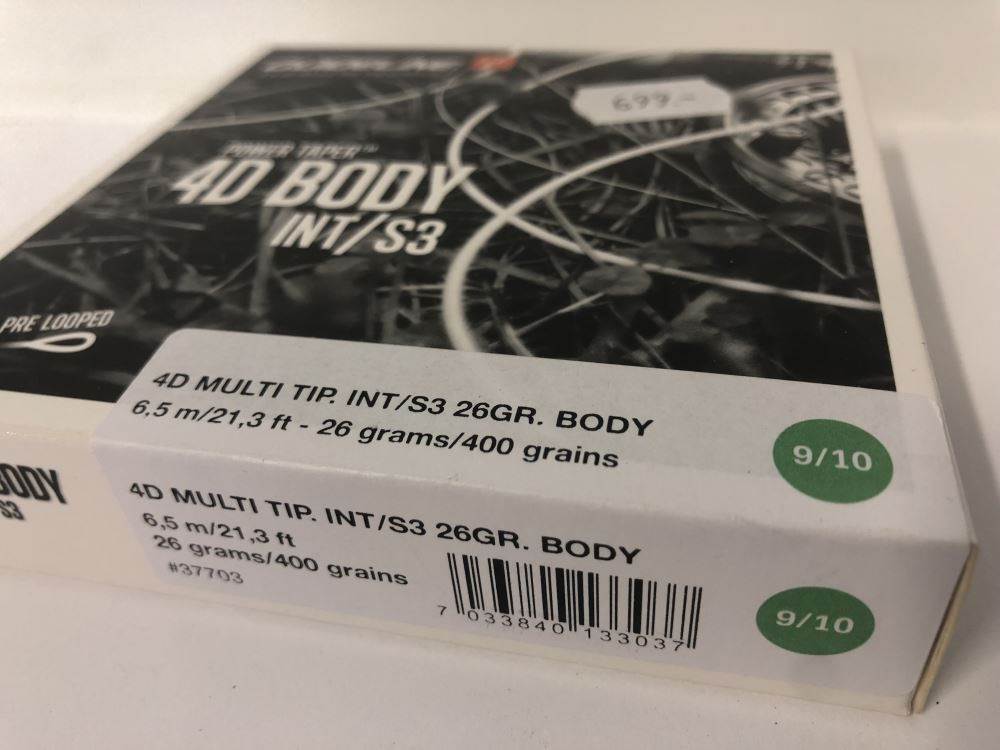 GUIDELINE
699.-
POWER TAPER™
4D BODY
INT/S3
PRE LOOPED
4D MULTI TIP. INT/S3 26GR. BODY
6,5 m/21,3 ft - 26 grams/400 grains
9/10
BODY
S3
4D MULTI TIP. INT/S3 26GR. BODY
6,5 m/21,3 ft
26 grams/400 grains
#37703
7 033840 133037
9/10